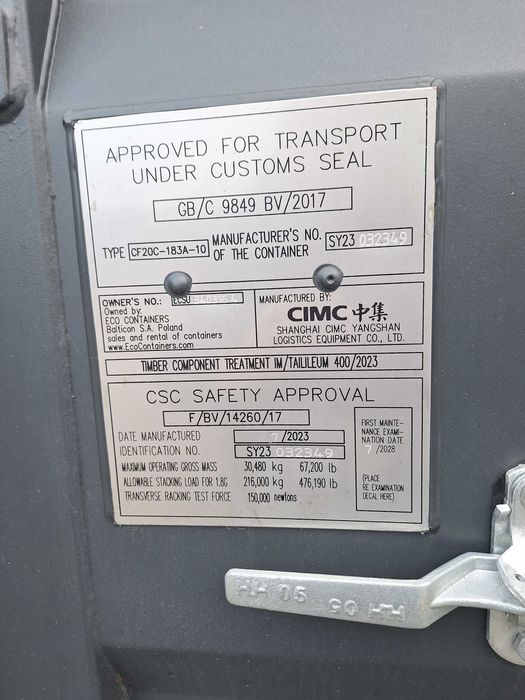 APPROVED FOR TRANSPORT
UNDER CUSTOMS SEAL
GB/C 9849 BV/2017
TYPE CF20C-183A-10 MANUFACTURER'S NO. OF THE CONTAINER SY23 032349
OWNER'S NO.:
Owned by:
ECO CONTAINERS
Balticon S.A. Poland
sales and rental of containers
www.EcoContainers.com
MANUFACTURED BY:
CIMC 中集
SHANGHAI CIMC YANGSHAN
LOGISTICS EQUIPMENT CO., LTD.
TIMBER COMPONENT TREATMENT IM/TAILILEUM 400/2023
CSC SAFETY APPROVAL
F/BV/14260/17
DATE MANUFACTURED 7/2023
IDENTIFICATION NO. SY23 032349
MAXIMUM OPERATING GROSS MASS 30,480 kg 67,200 lb
ALLOWABLE STACKING LOAD FOR 1.8G 216,000 kg 476,190 lb
TRANSVERSE RACKING TEST FORCE 150,000 newtons
FIRST MAINTE-
NANCE EXAMI-
NATION DATE
7/2028
(PLACE
RE EXAMINATION
DECAL HERE)
HH 05 50 HH